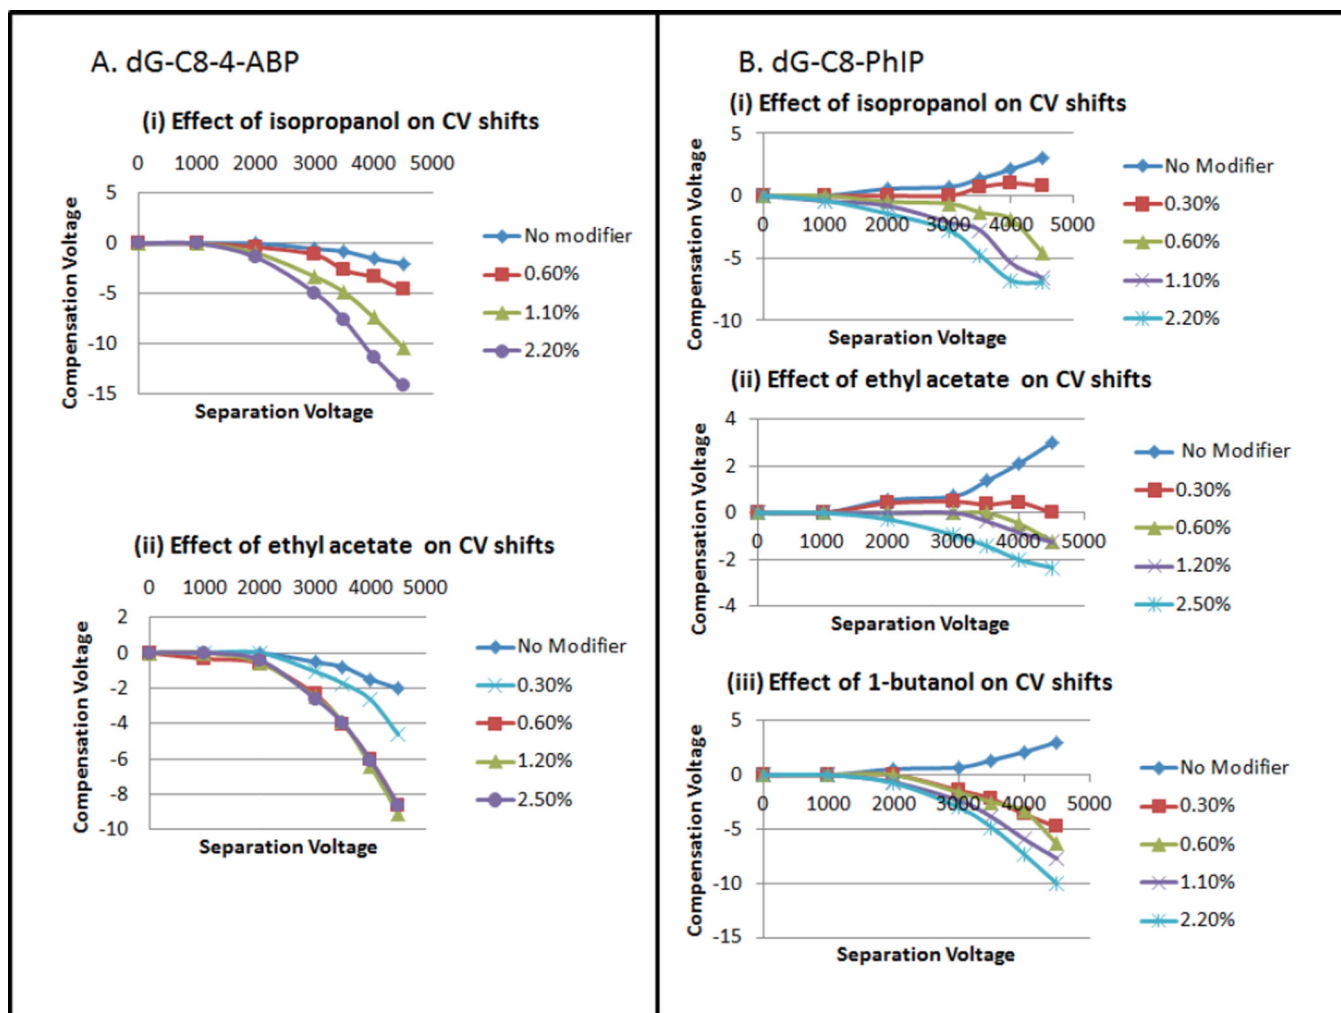 A. dG-C8-4-ABP
(i) Effect of isopropanol on CV shifts
0 1000 2000 3000 4000 5000
5
0
-5
-10
-15
Compensation Voltage
Separation Voltage
No modifier
0.60%
1.10%
2.20%
(ii) Effect of ethyl acetate on CV shifts
0 1000 2000 3000 4000 5000
2
0
-2
-4
-6
-8
-10
Compensation Voltage
Separation Voltage
No Modifier
0.30%
0.60%
1.20%
2.50%
B. dG-C8-PhIP
(i) Effect of isopropanol on CV shifts
5
0
-5
-10
0 1000 2000 3000 4000 5000
Compensation Voltage
Separation Voltage
No Modifier
0.30%
0.60%
1.10%
2.20%
(ii) Effect of ethyl acetate on CV shifts
4
2
0
-2
-4
0 1000 2000 3000 4000 5000
Compensation Voltage
Separation Voltage
No Modifier
0.30%
0.60%
1.20%
2.50%
(iii) Effect of 1-butanol on CV shifts
5
0
-5
-10
-15
0 1000 2000 3000 4000 5000
Compensation Voltage
Separation Voltage
No Modifier
0.30%
0.60%
1.10%
2.20%